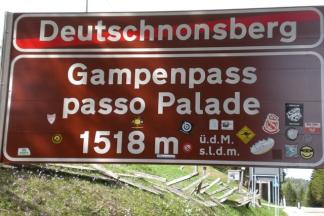 Deutschnonsberg
Gampenpass
passo Palade
1518 m ü.d.M.
s.l.d.m.